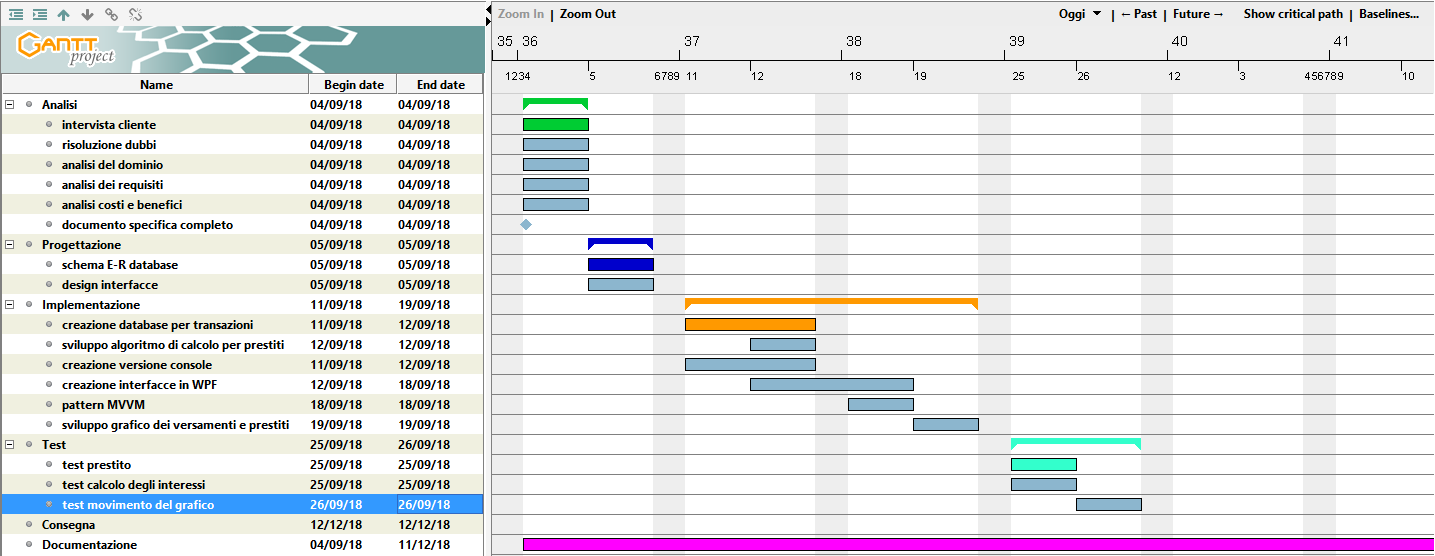 Zoom In | Zoom Out Oggi | ←Past | Future→ Show critical path | Baselines...
GANTT project
35 36 37 38 39 40 41
1234 5 6789 11 12 18 19 25 26 12 3 456789 10
Name Begin date End date
Analisi 04/09/18 04/09/18
intervista cliente 04/09/18 04/09/18
risoluzione dubbi 04/09/18 04/09/18
analisi del dominio 04/09/18 04/09/18
analisi dei requisiti 04/09/18 04/09/18
analisi costi e benefici 04/09/18 04/09/18
documento specifica completo 04/09/18 04/09/18
Progettazione 05/09/18 05/09/18
schema E-R database 05/09/18 05/09/18
design interfacce 05/09/18 05/09/18
Implementazione 11/09/18 19/09/18
creazione database per transazioni 11/09/18 12/09/18
sviluppo algoritmo di calcolo per prestiti 12/09/18 12/09/18
creazione versione console 11/09/18 12/09/18
creazione interfacce in WPF 12/09/18 18/09/18
pattern MVVM 18/09/18 18/09/18
sviluppo grafico dei versamenti e prestiti 19/09/18 19/09/18
Test 25/09/18 26/09/18
test prestito 25/09/18 25/09/18
test calcolo degli interessi 25/09/18 25/09/18
test movimento del grafico 26/09/18 26/09/18
Consegna 12/12/18 12/12/18
Documentazione 04/09/18 11/12/18